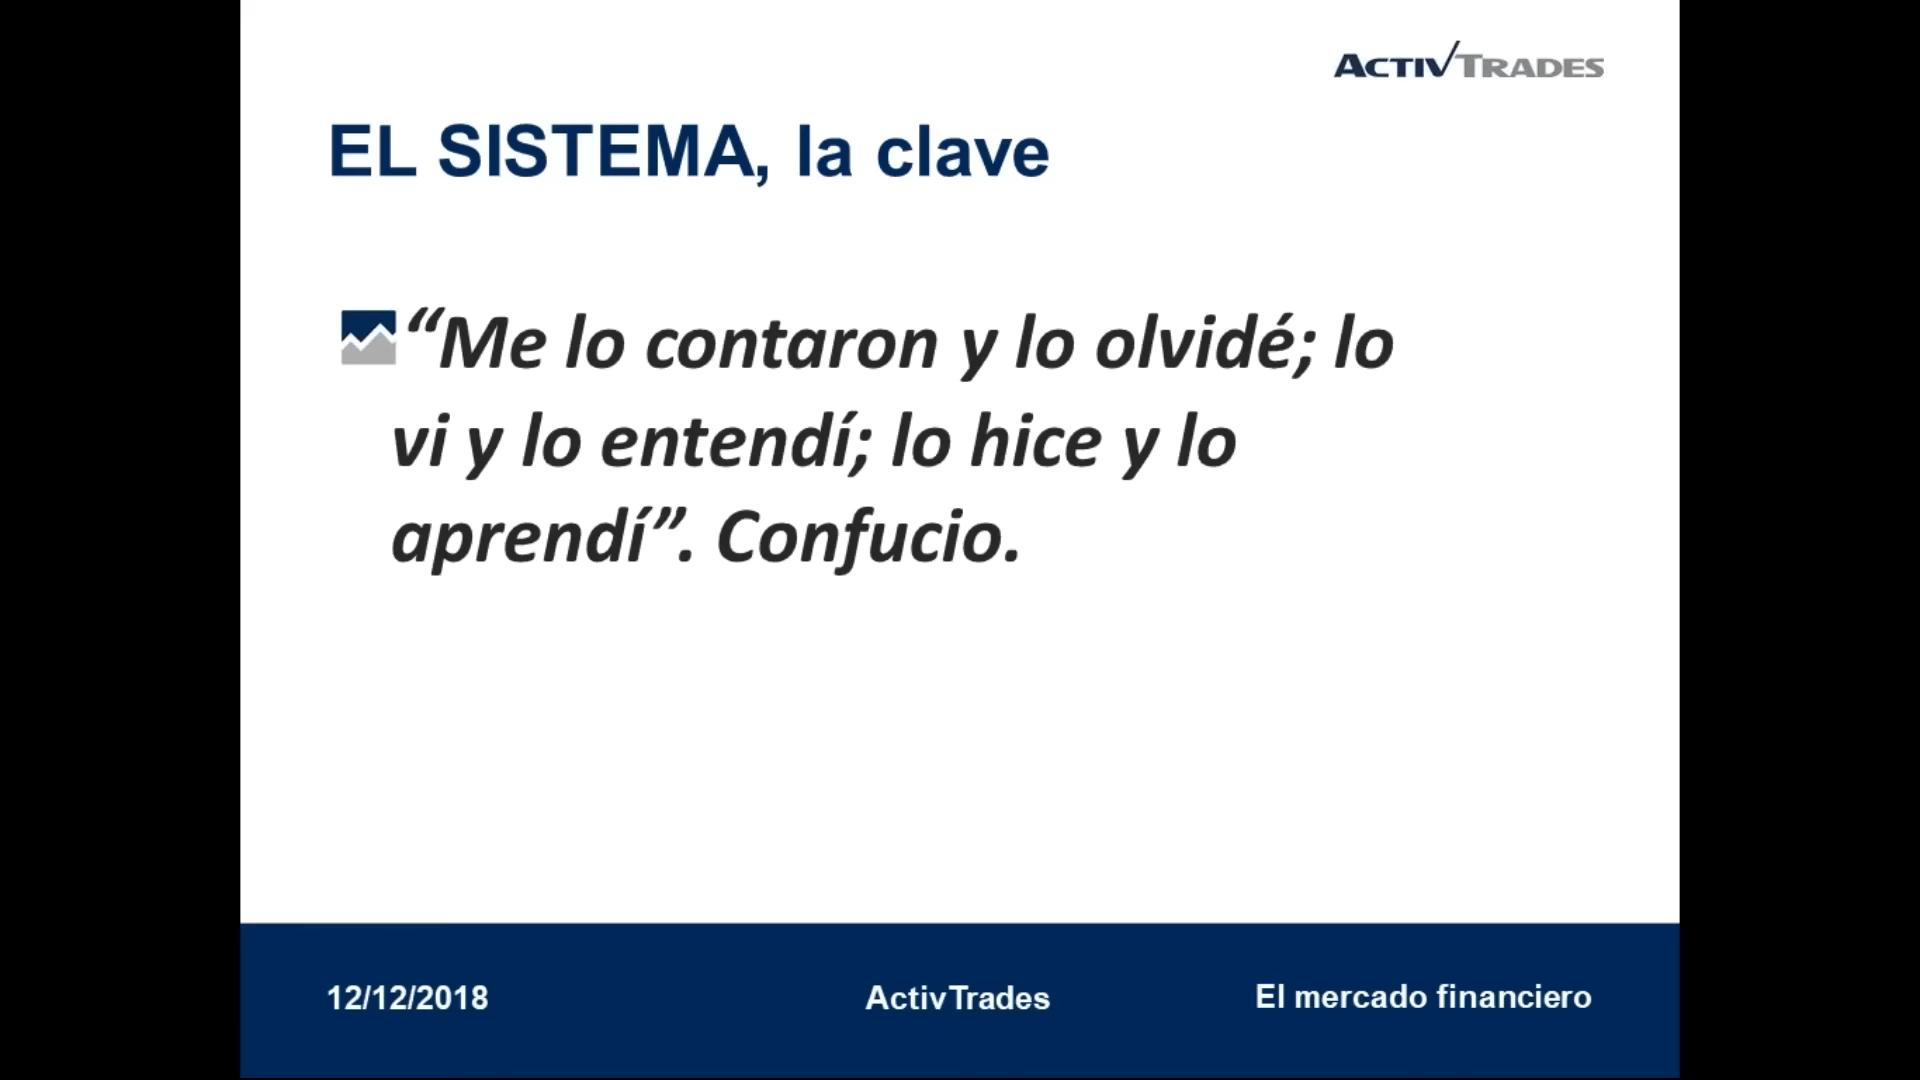 ACTIVTRADES
EL SISTEMA, la clave
“Me lo contaron y lo olvidé; lo
vi y lo entendí; lo hice y lo
aprendí”. Confucio.
12/12/2018
ActivTrades
El mercado financiero